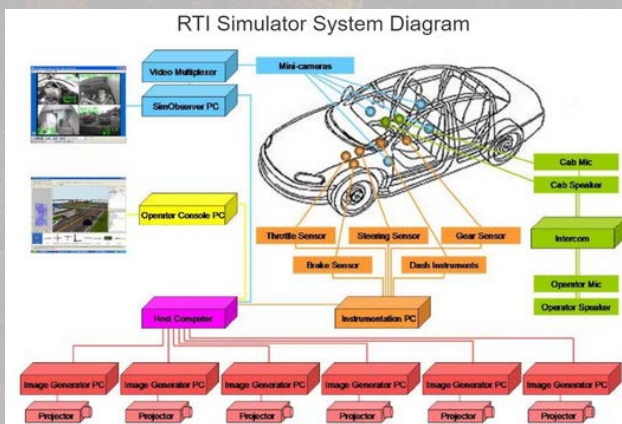 RTI Simulator System Diagram
Video Multiplexer
Mini-cameras
SimObserver PC
Cab Mic
Cab Speaker
Operator Console PC
Throttle Sensor
Steering Sensor
Gear Sensor
Intercom
Brake Sensor
Dash Instruments
Operator Mic
Operator Speaker
Host Computer
Instrumentation PC
Image Generator PC
Image Generator PC
Image Generator PC
Image Generator PC
Image Generator PC
Image Generator PC
Projector
Projector
Projector
Projector
Projector
Projector